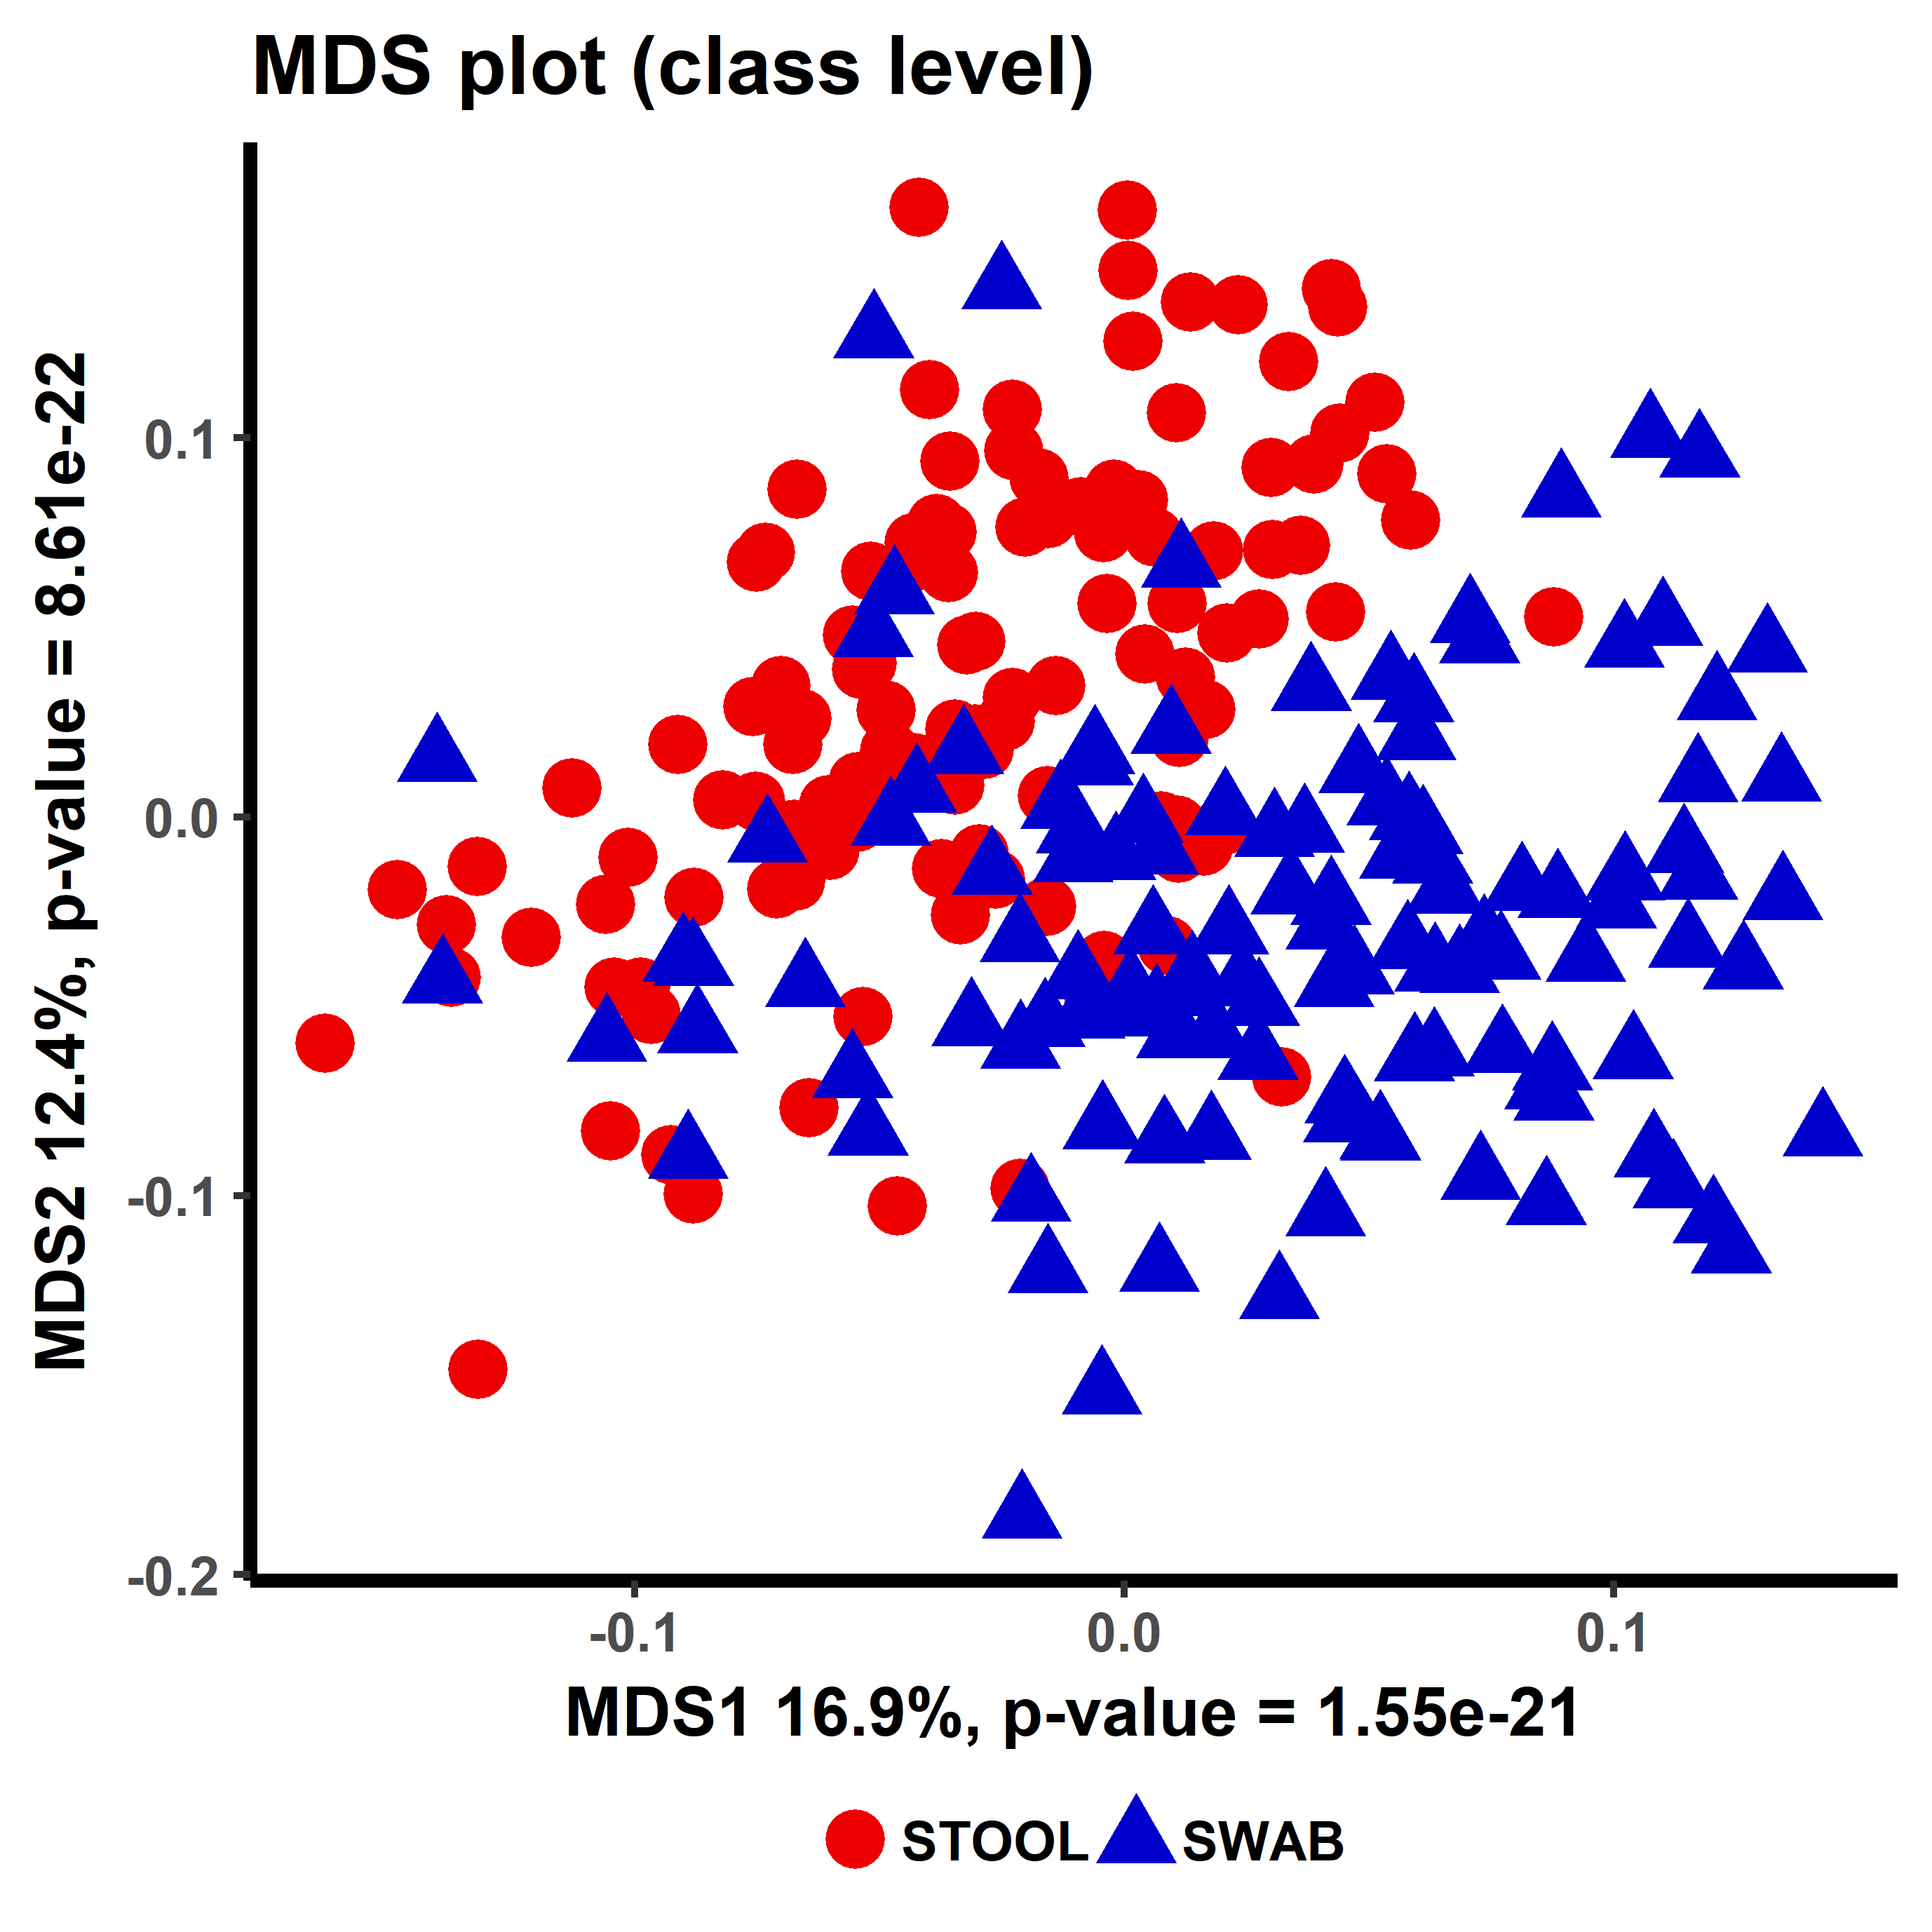 MDS plot (class level)
MDS2 12.4%, p-value = 8.61e-22
0.1
0.0
-0.1
-0.2
-0.1 0.0 0.1
MDS1 16.9%, p-value = 1.55e-21
STOOL SWAB